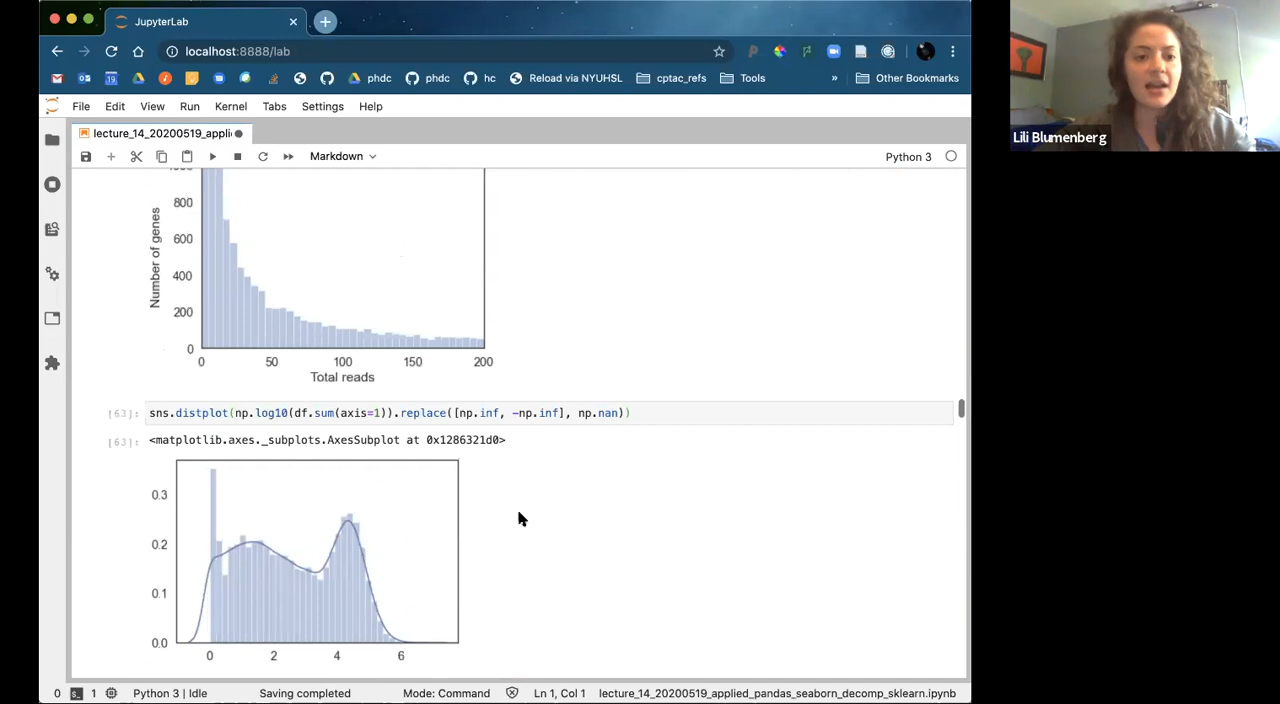 JupyterLab
localhost:8888/lab
phdc
phdc
hc
Reload via NYUHSL
cptac_refs
Tools
»
Other Bookmarks
File Edit View Run Kernel Tabs Settings Help
lecture_14_20200519_appli
Markdown
Python 3
800
600
400
200
0
Number of genes
0 50 100 150 200
Total reads
[63]: sns.distplot(np.log10(df.sum(axis=1)).replace([np.inf, -np.inf], np.nan))
[63]: <matplotlib.axes._subplots.AxesSubplot at 0x1286321d0>
0.3
0.2
0.1
0.0
0 2 4 6
0 1 Python 3 | Idle Saving completed Mode: Command Ln 1, Col 1 lecture_14_20200519_applied_pandas_seaborn_decomp_sklearn.ipynb
Lili Blumenberg